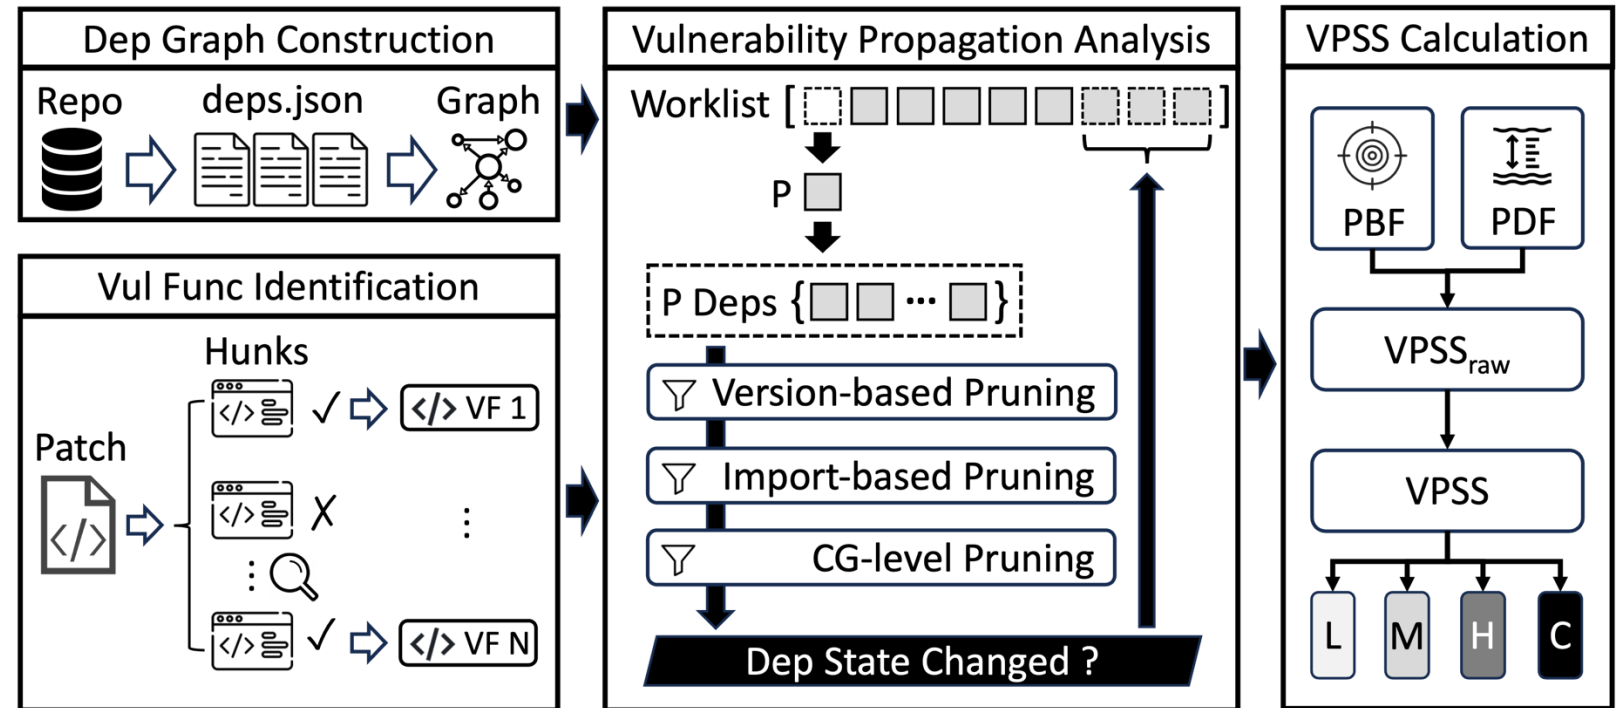 Dep Graph Construction
Repo
deps.json
Graph
Vul Func Identification
Hunks
Patch
</> 
</> VF 1
</>
</>
</>
</> VF N
Vulnerability Propagation Analysis
Worklist [ ]
P
P Deps { ... }
Version-based Pruning
Import-based Pruning
CG-level Pruning
Dep State Changed ?
VPSS Calculation
PBF
PDF
VPSSraw
VPSS
L M H C